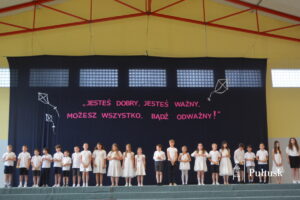 „JESTEŚ DOBRY, JESTEŚ WAŻNY,
MOŻESZ WSZYSTKO, BĄDŹ ODWAŻNY!"
Pułtusk